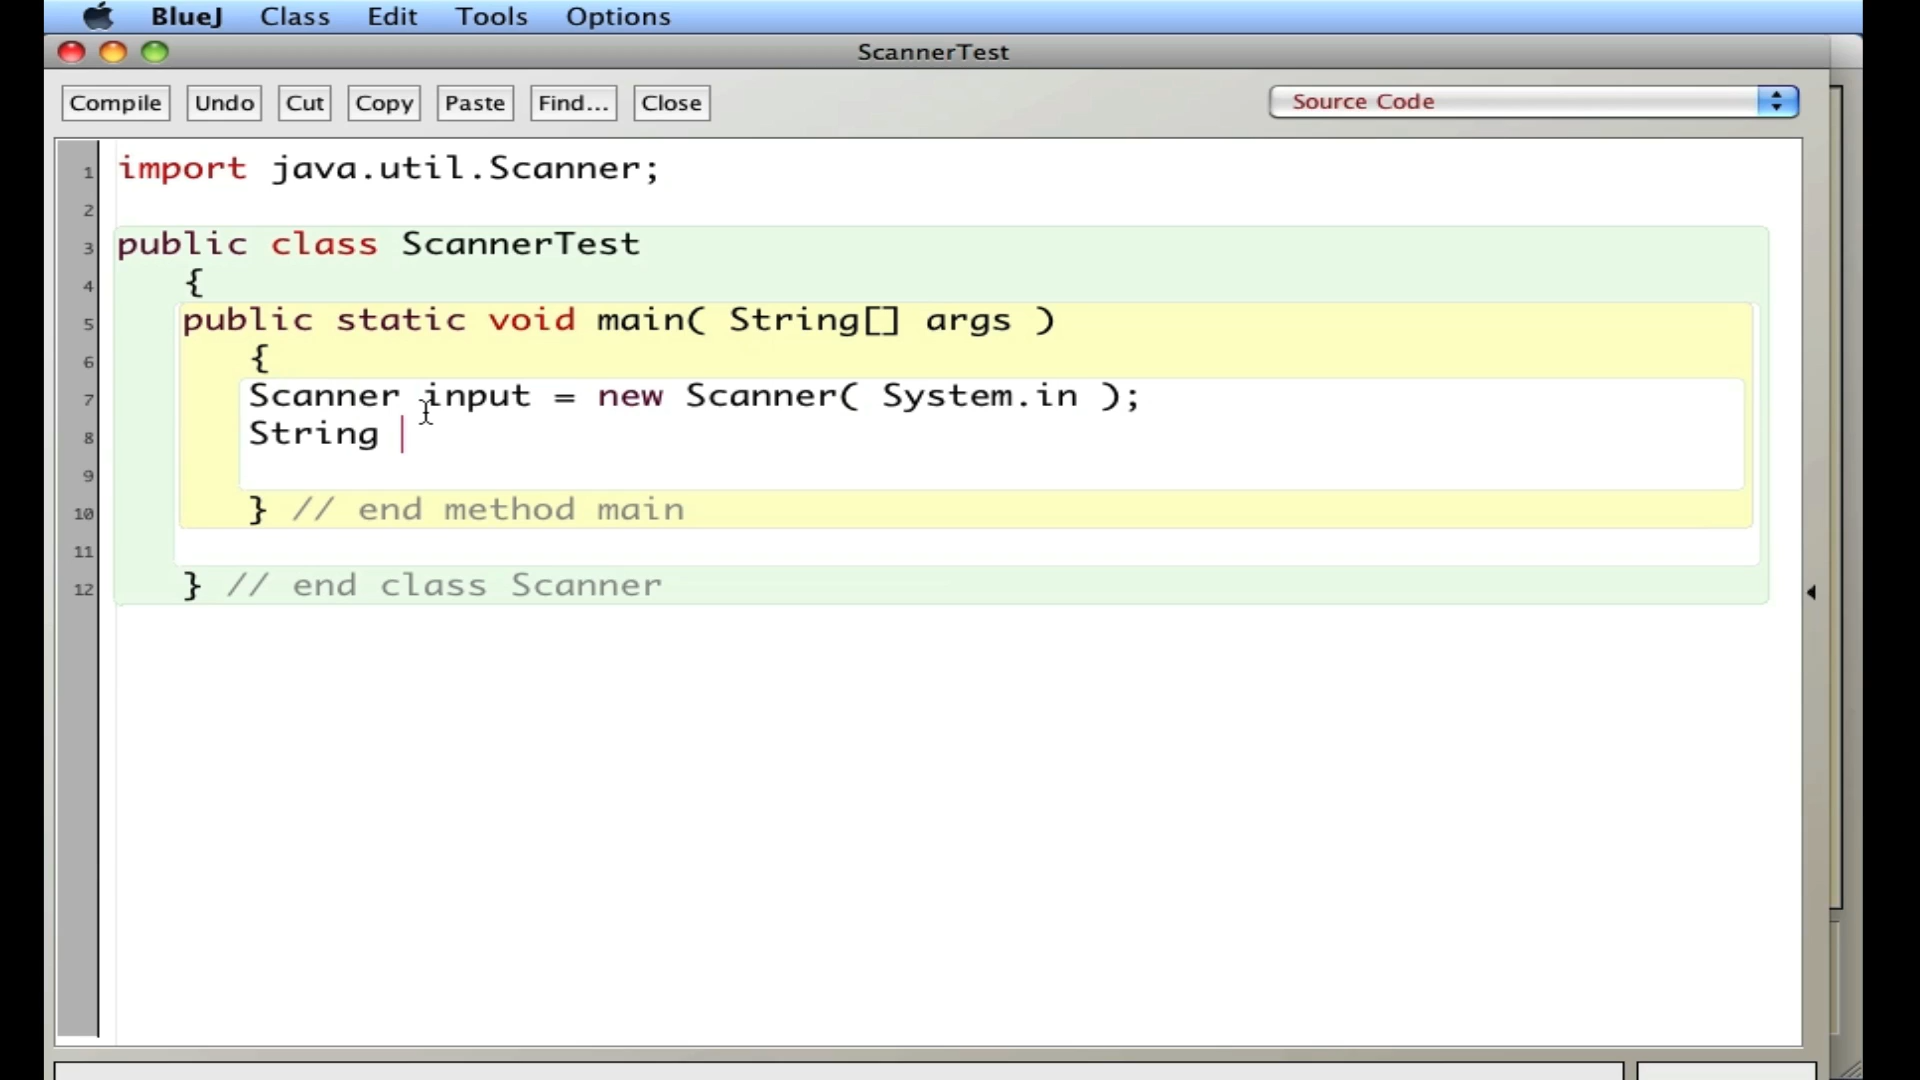 BlueJ Class Edit Tools Options
ScannerTest
Compile Undo Cut Copy Paste Find... Close Source Code
1 import java.util.Scanner;
2
3 public class ScannerTest
4 {
5 public static void main( String[] args )
6 {
7 Scanner input = new Scanner( System.in );
8 String
9
10 } // end method main
11
12 } // end class Scanner